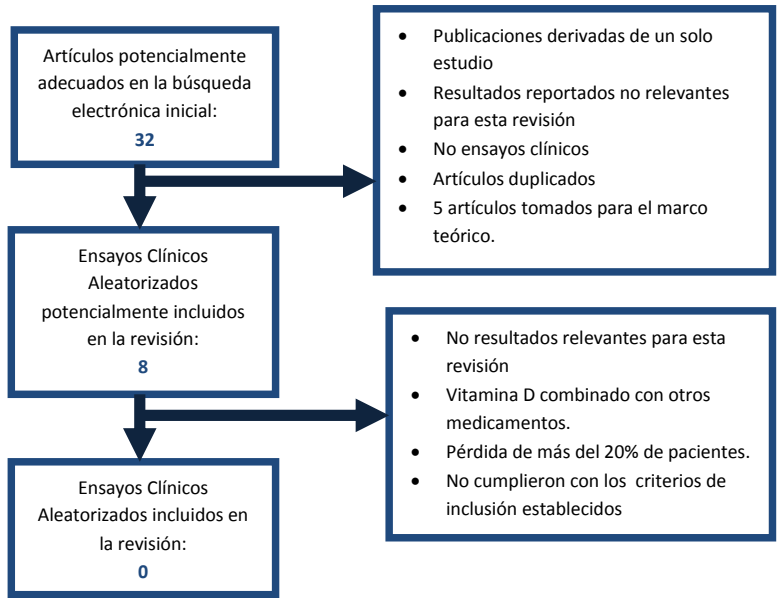 Artículos potencialmente
adecuados en la búsqueda
electrónica inicial:
32
• Publicaciones derivadas de un solo
estudio
• Resultados reportados no relevantes
para esta revisión
• No ensayos clínicos
• Artículos duplicados
• 5 artículos tomados para el marco
teórico.
Ensayos Clínicos
Aleatorizados
potencialmente incluidos
en la revisión:
8
• No resultados relevantes para esta
revisión
• Vitamina D combinado con otros
medicamentos.
• Pérdida de más del 20% de pacientes.
• No cumplieron con los criterios de
inclusión establecidos
Ensayos Clínicos
Aleatorizados incluidos en
la revisión:
0